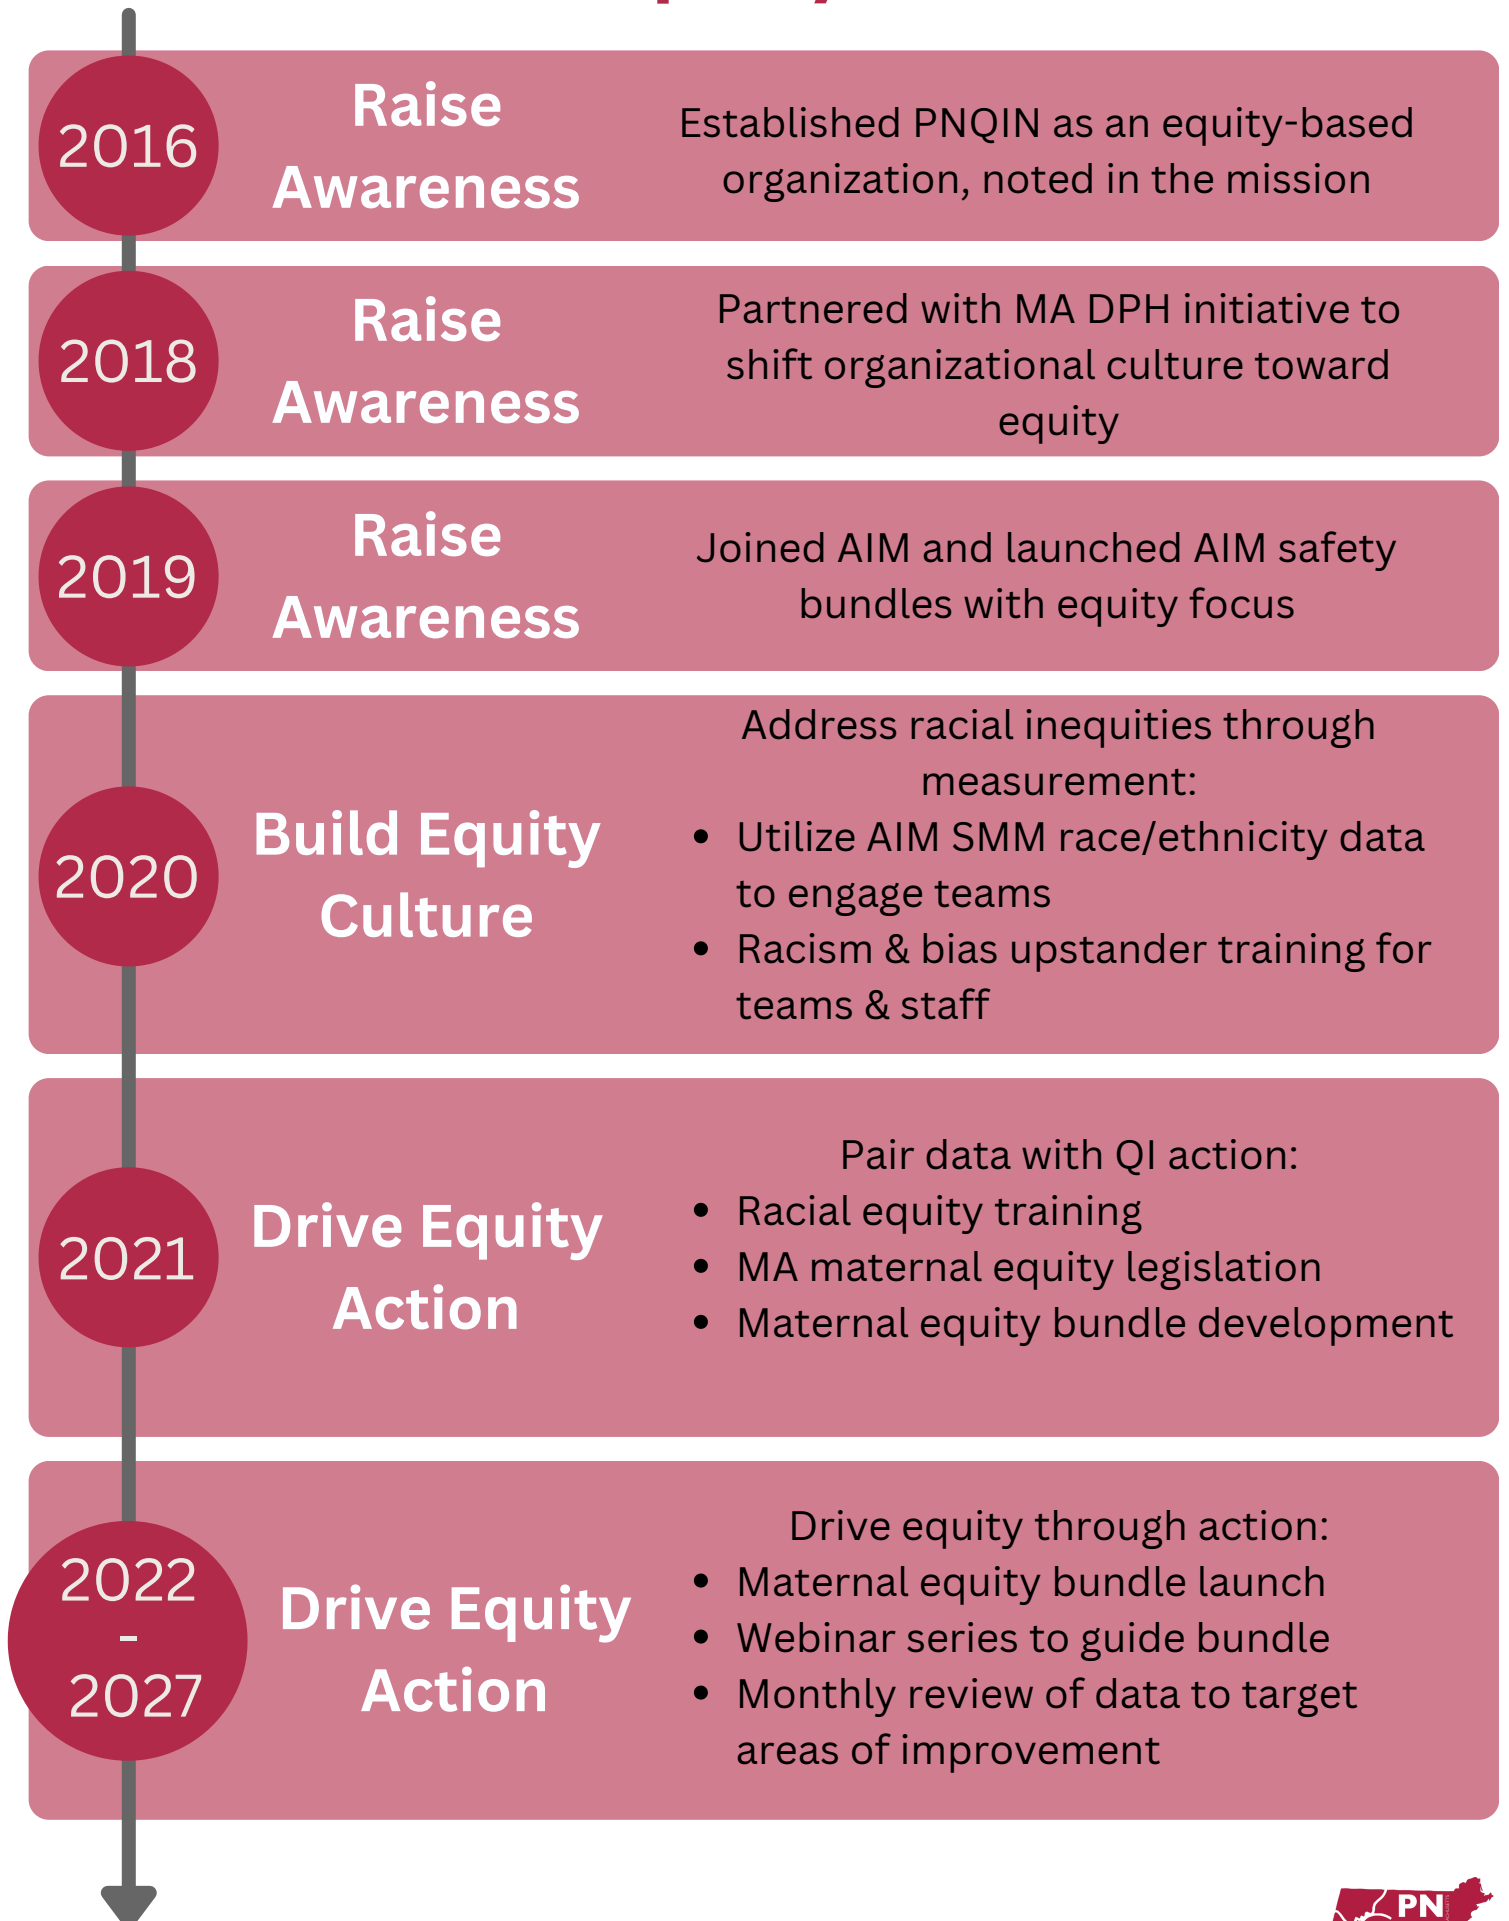 2016
Raise
Awareness
Established PNQIN as an equity-based
organization, noted in the mission
2018
Raise
Awareness
Partnered with MA DPH initiative to
shift organizational culture toward
equity
2019
Raise
Awareness
Joined AIM and launched AIM safety
bundles with equity focus
2020
Build Equity
Culture
Address racial inequities through
measurement:
• Utilize AIM SMM race/ethnicity data
to engage teams
• Racism & bias upstander training for
teams & staff
2021
Drive Equity
Action
Pair data with QI action:
• Racial equity training
• MA maternal equity legislation
• Maternal equity bundle development
2022
-
2027
Drive Equity
Action
Drive equity through action:
• Maternal equity bundle launch
• Webinar series to guide bundle
• Monthly review of data to target
areas of improvement
PN